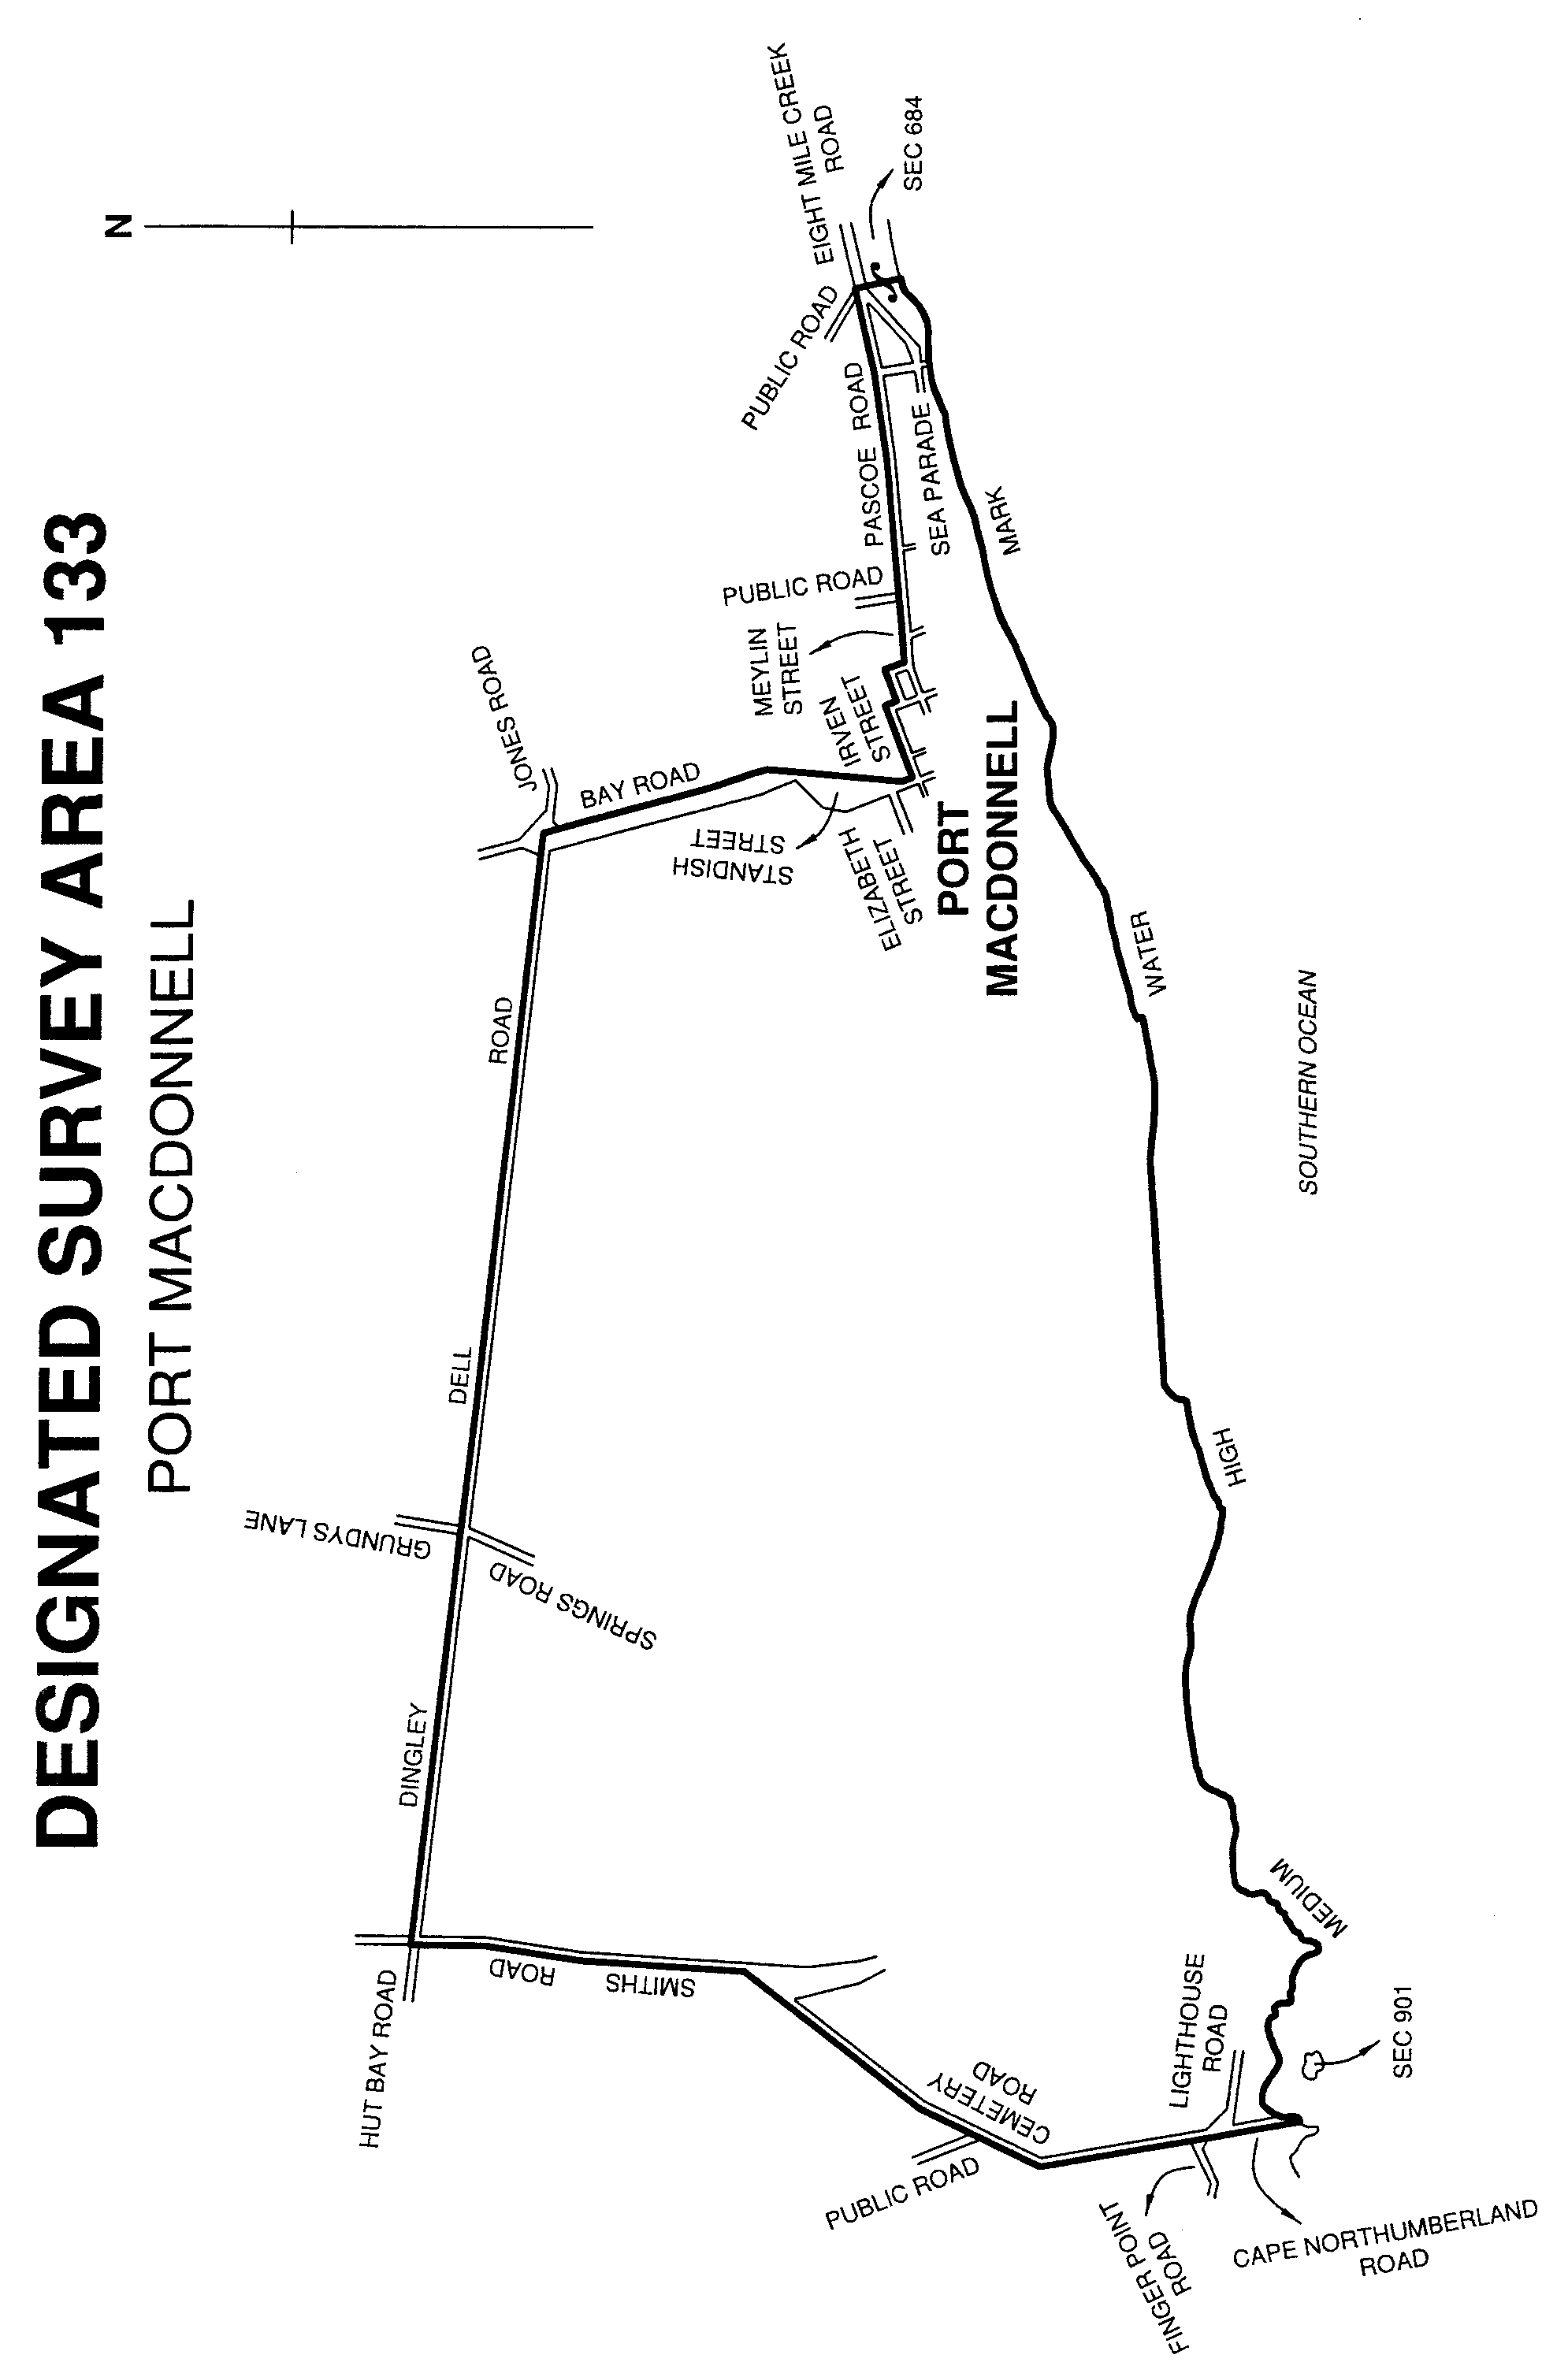 DESIGNATED SURVEY AREA 133
PORT MACDONNELL
N
HUT BAY ROAD
DINGLEY
DELL
ROAD
GRUNDYS LANE
SPRINGS ROAD
JONES ROAD
BAY ROAD
STANDISH
STREET
ELIZABETH
STREET
IRVEN
STREET
MEYLIN
STREET
PUBLIC ROAD
PASCOE ROAD
PUBLIC ROAD
EIGHT MILE CREEK
ROAD
SEC 684
SEA PARADE
PORT
MACDONNELL
SMITHS
ROAD
CEMETERY
ROAD
PUBLIC ROAD
FINGER POINT
ROAD
LIGHTHOUSE
ROAD
CAPE NORTHUMBERLAND
ROAD
SEC 901
MEDIUM
HIGH
WATER
MARK
SOUTHERN OCEAN